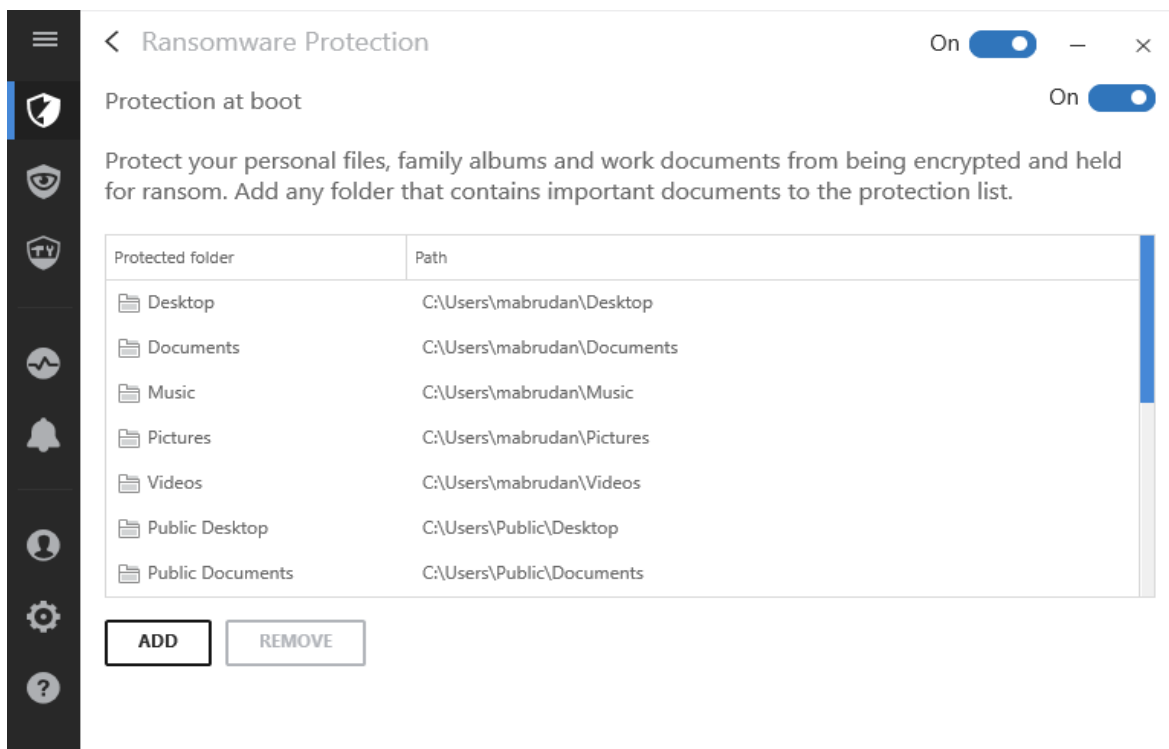 Ransomware Protection On
Protection at boot On
Protect your personal files, family albums and work documents from being encrypted and held
for ransom. Add any folder that contains important documents to the protection list.
Protected folder Path
Desktop C:\Users\mabrudan\Desktop
Documents C:\Users\mabrudan\Documents
Music C:\Users\mabrudan\Music
Pictures C:\Users\mabrudan\Pictures
Videos C:\Users\mabrudan\Videos
Public Desktop C:\Users\Public\Desktop
Public Documents C:\Users\Public\Documents
ADD REMOVE